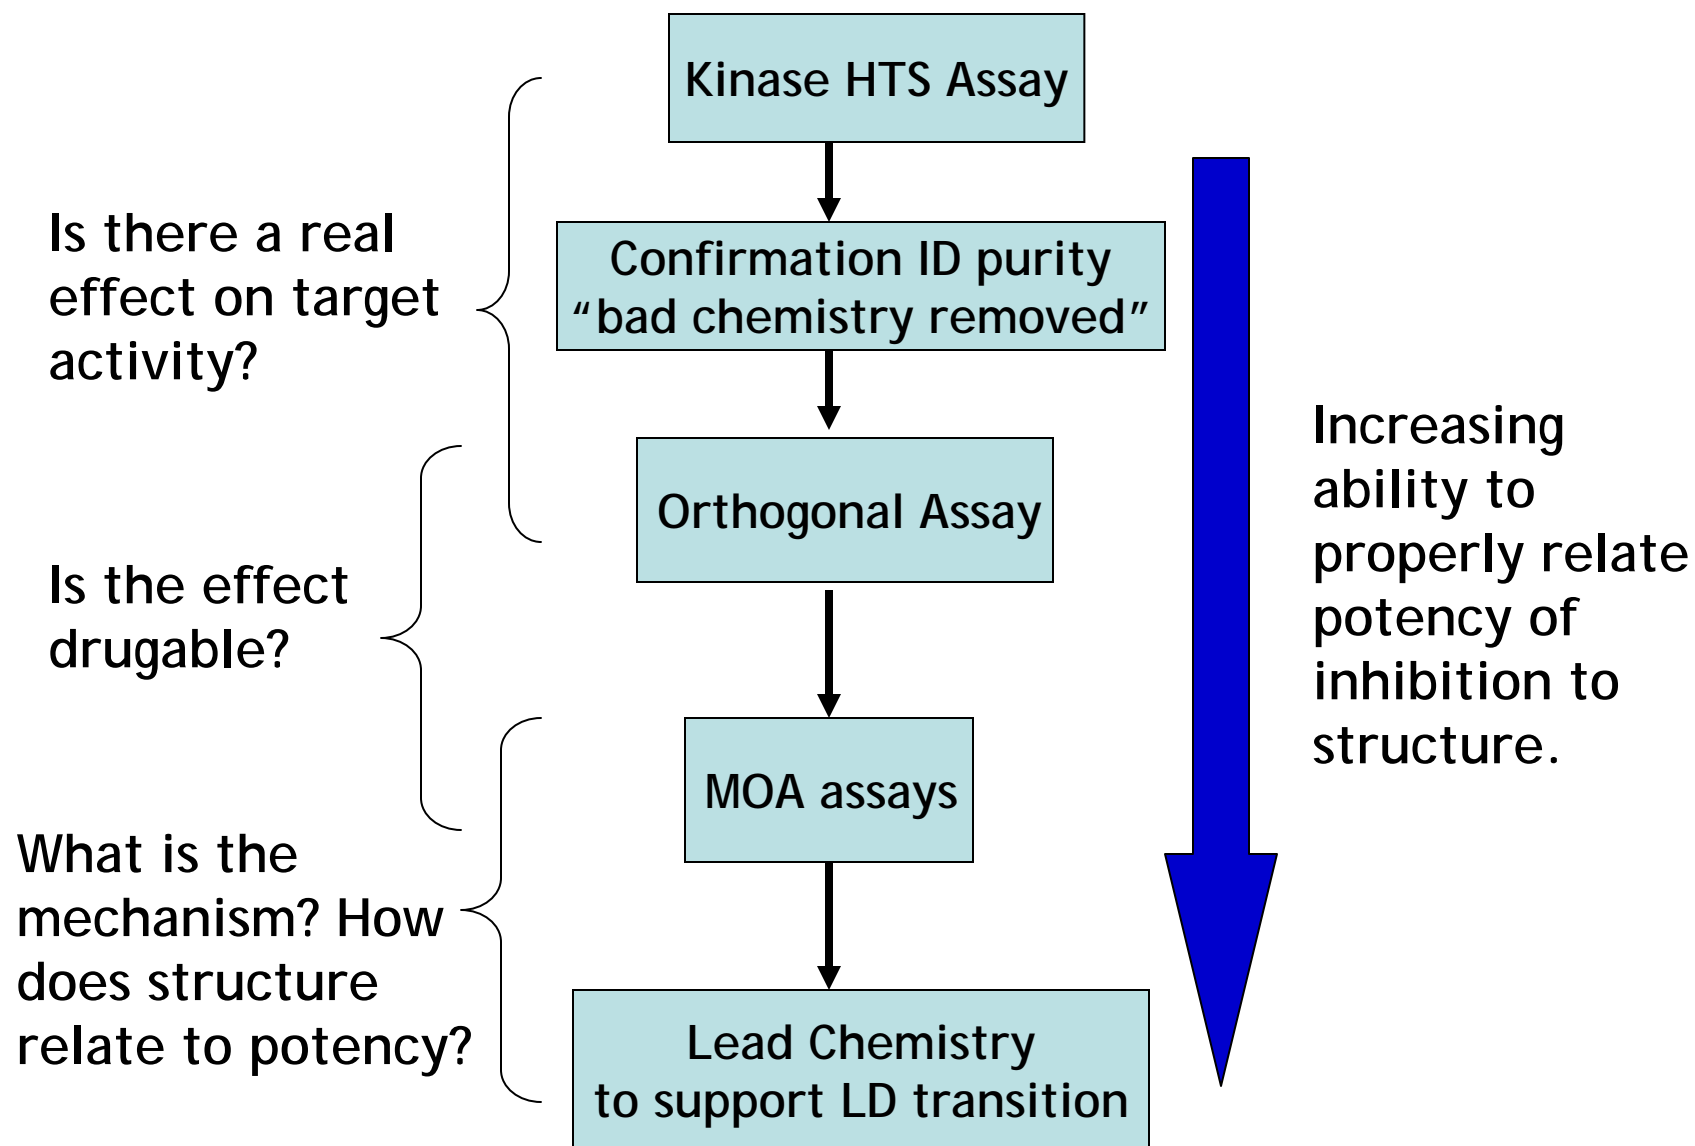 Kinase HTS Assay
Is there a real
effect on target
activity?
Confirmation ID purity
“bad chemistry removed”
Orthogonal Assay
Is the effect
drugable?
MOA assays
What is the
mechanism? How
does structure
relate to potency?
Lead Chemistry
to support LD transition
Increasing
ability to
properly relate
potency of
inhibition to
structure.